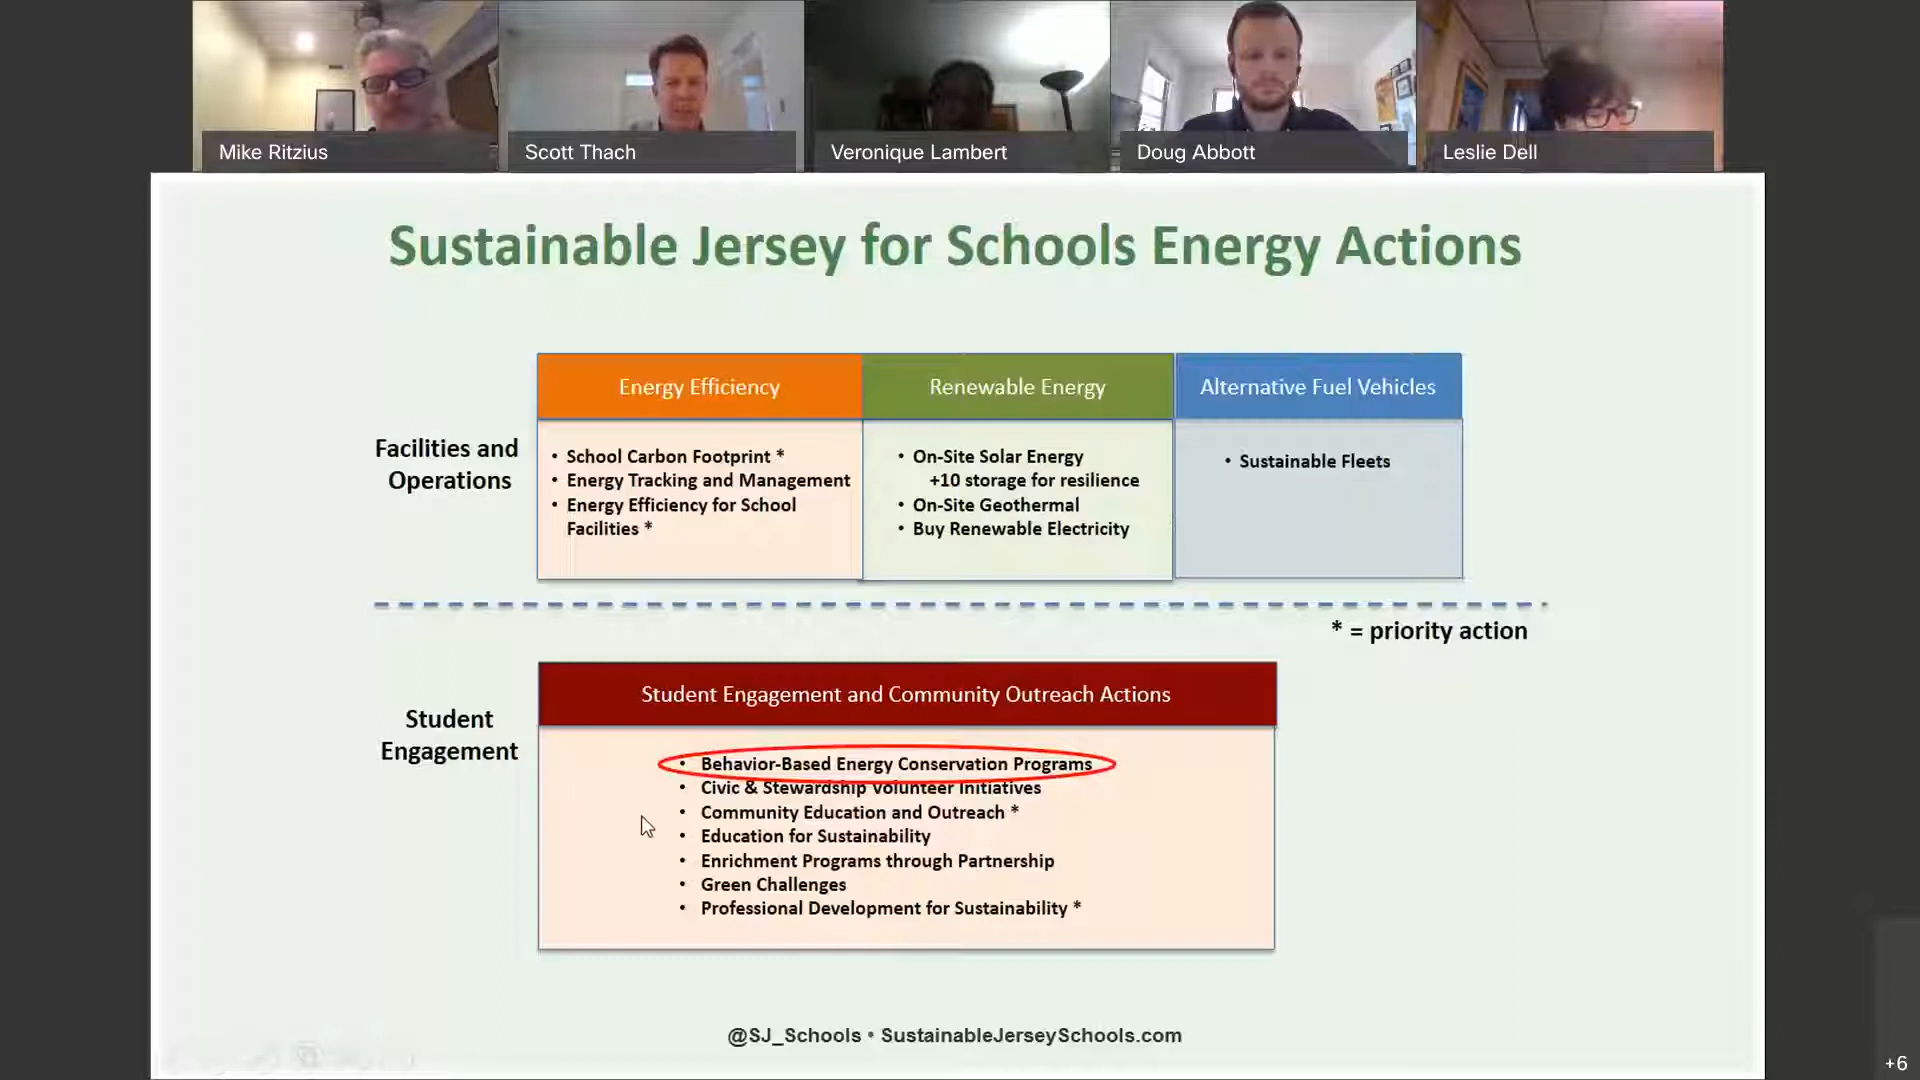 Mike Ritzius
Scott Thach
Veronique Lambert
Doug Abbott
Leslie Dell
Sustainable Jersey for Schools Energy Actions
Energy Efficiency
Renewable Energy
Alternative Fuel Vehicles
Facilities and
Operations
• School Carbon Footprint *
• Energy Tracking and Management
• Energy Efficiency for School
Facilities *
• On-Site Solar Energy
+10 storage for resilience
• On-Site Geothermal
• Buy Renewable Electricity
• Sustainable Fleets
* = priority action
Student Engagement and Community Outreach Actions
Student
Engagement
• Behavior-Based Energy Conservation Programs
• Civic & Stewardship Volunteer Initiatives
• Community Education and Outreach *
• Education for Sustainability
• Enrichment Programs through Partnership
• Green Challenges
• Professional Development for Sustainability *
@SJ_Schools • SustainableJerseySchools.com
+6